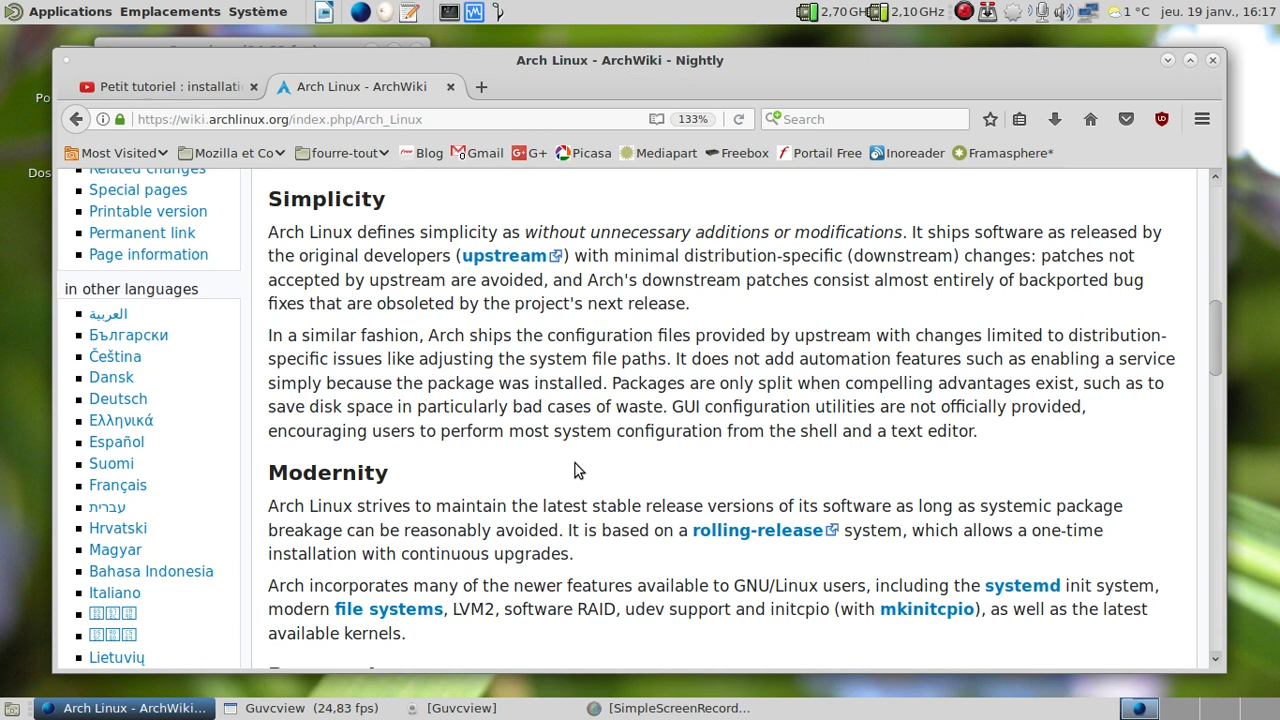 Applications Emplacements Système
2,70 GH 2,10 GHz
1 °C jeu. 19 janv., 16:17
Arch Linux - ArchWiki - Nightly
Petit tutoriel : installati
Arch Linux - ArchWiki
https://wiki.archlinux.org/index.php/Arch_Linux
133%
Search
Most Visited Mozilla et Co fourre-tout Blog Gmail G+ Picasa Mediapart Freebox Portail Free Inoreader Framasphere*
Po
Dos
Related changes
Special pages
Printable version
Permanent link
Page information
in other languages
العربية
Български
Česky
Dansk
Deutsch
Ελληνικά
Español
Suomi
Français
עברית
Hrvatski
Magyar
Bahasa Indonesia
Italiano
Lietuvių
Simplicity
Arch Linux defines simplicity as without unnecessary additions or modifications. It ships software as released by
the original developers (upstream) with minimal distribution-specific (downstream) changes: patches not
accepted by upstream are avoided, and Arch's downstream patches consist almost entirely of backported bug
fixes that are obsoleted by the project's next release.
In a similar fashion, Arch ships the configuration files provided by upstream with changes limited to distribution-
specific issues like adjusting the system file paths. It does not add automation features such as enabling a service
simply because the package was installed. Packages are only split when compelling advantages exist, such as to
save disk space in particularly bad cases of waste. GUI configuration utilities are not officially provided,
encouraging users to perform most system configuration from the shell and a text editor.
Modernity
Arch Linux strives to maintain the latest stable release versions of its software as long as systemic package
breakage can be reasonably avoided. It is based on a rolling-release system, which allows a one-time
installation with continuous upgrades.
Arch incorporates many of the newer features available to GNU/Linux users, including the systemd init system,
modern file systems, LVM2, software RAID, udev support and initcpio (with mkinitcpio), as well as the latest
available kernels.
Arch Linux - ArchWiki...
Guvcview (24,83 fps)
[Guvcview]
[SimpleScreenRecord...